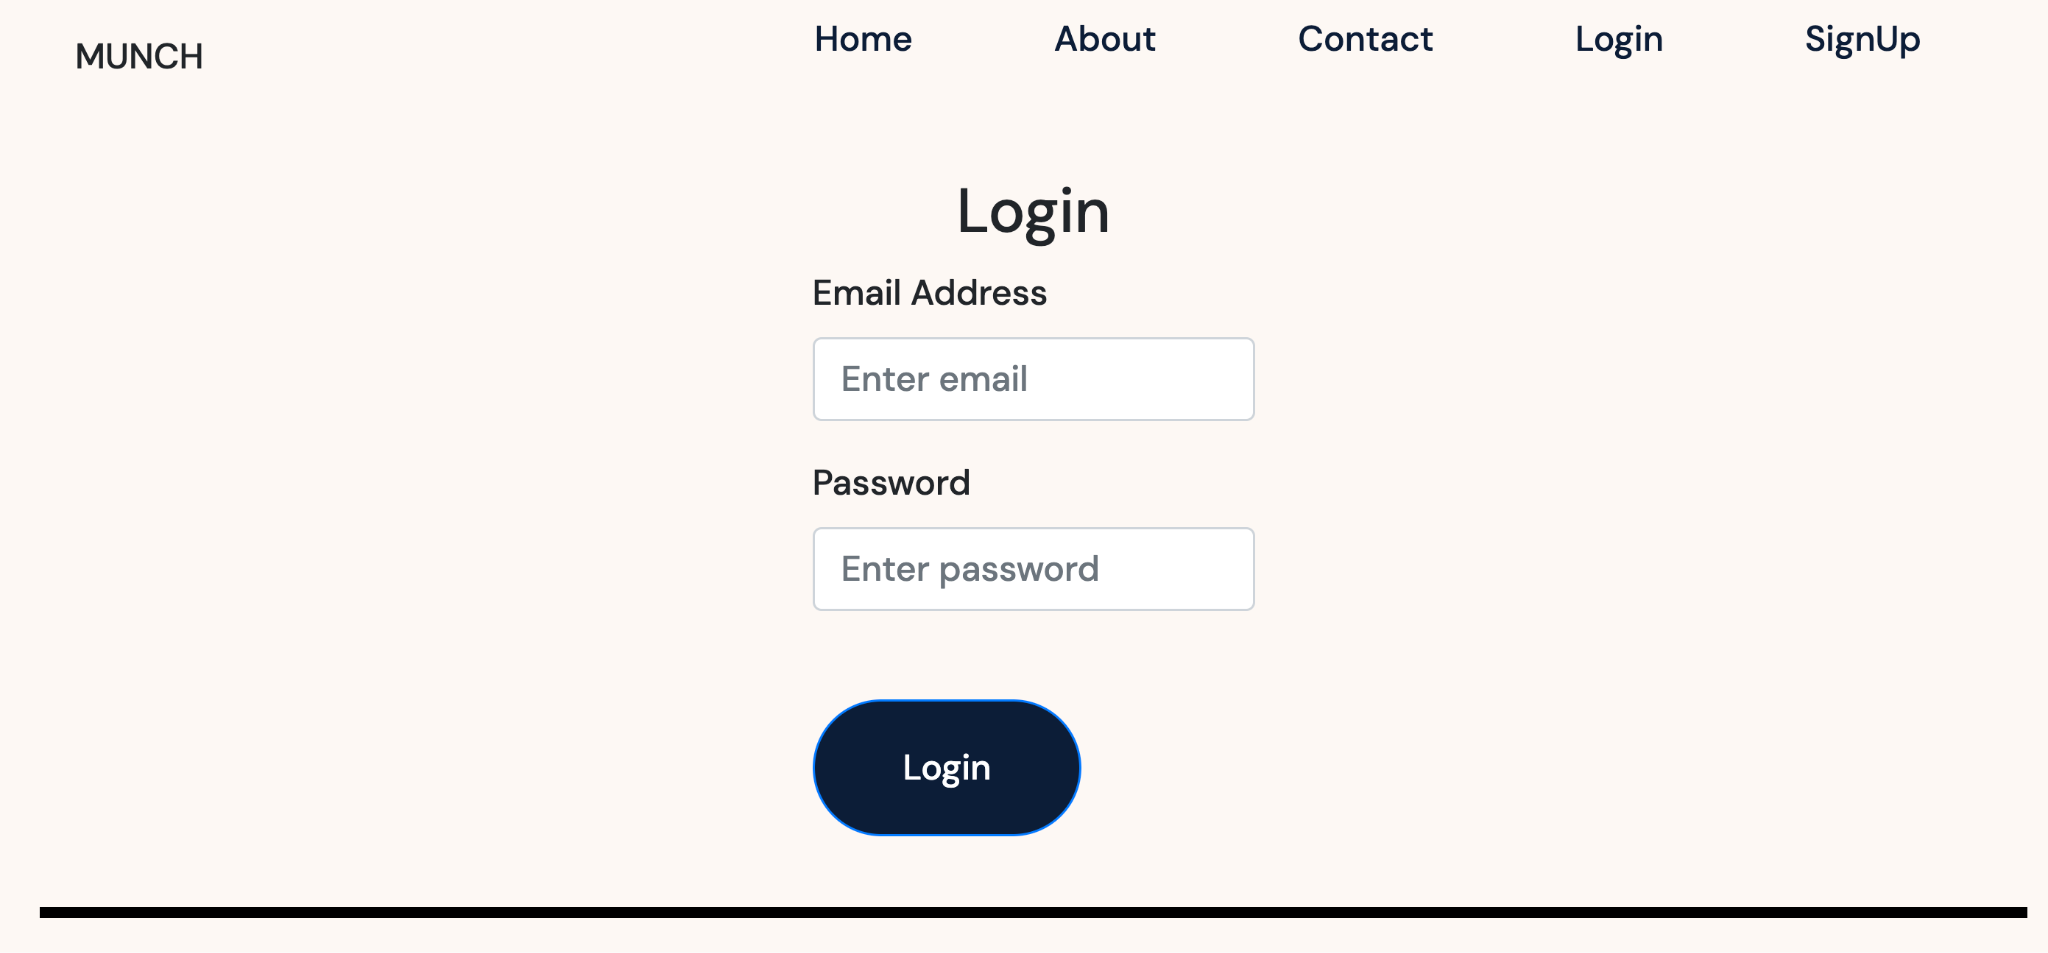 MUNCH
Home About Contact Login SignUp
Login
Email Address
Enter email
Password
Enter password
Login